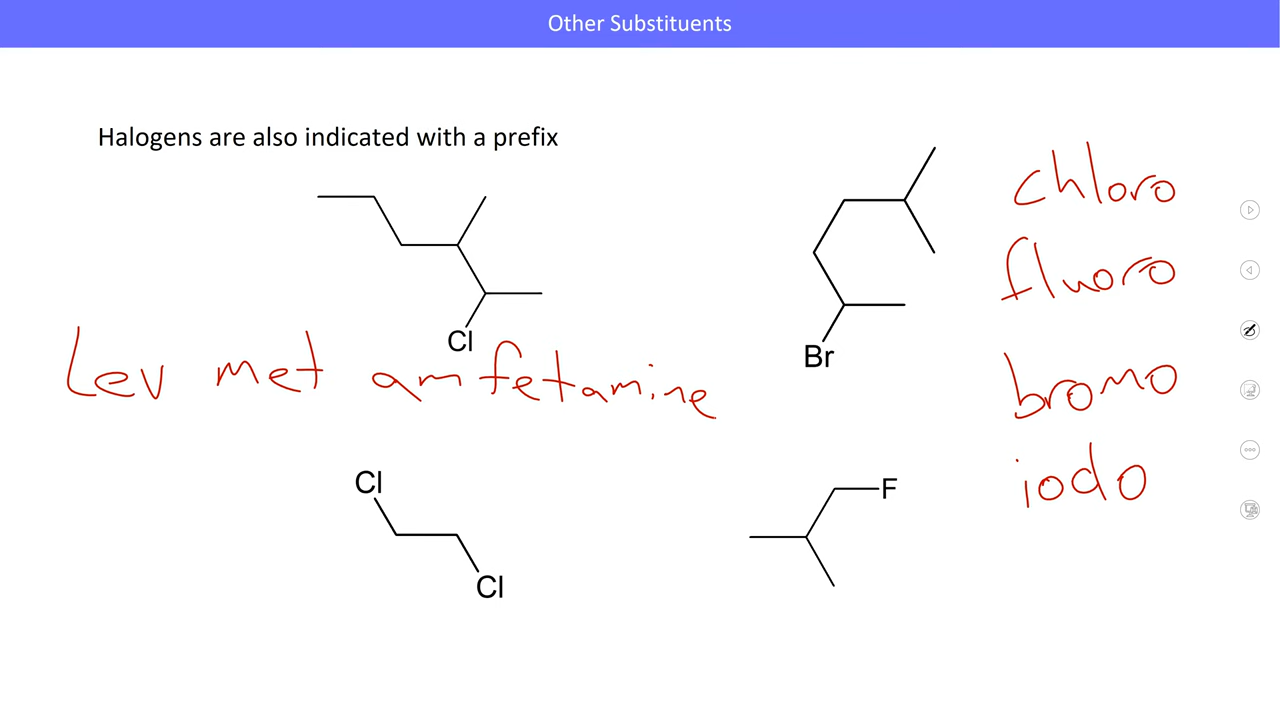 Other Substituents
Halogens are also indicated with a prefix
chloro
fluoro
Cl
Br
Lev met amfetamine
bromo
Cl
F
iodo
Cl